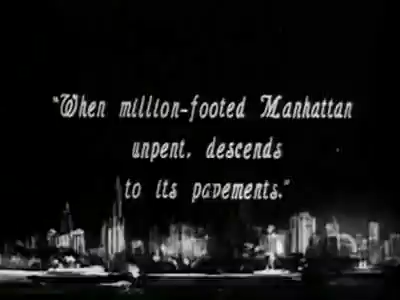 "When million-footed Manhattan
unpent, descends
to its pavements."